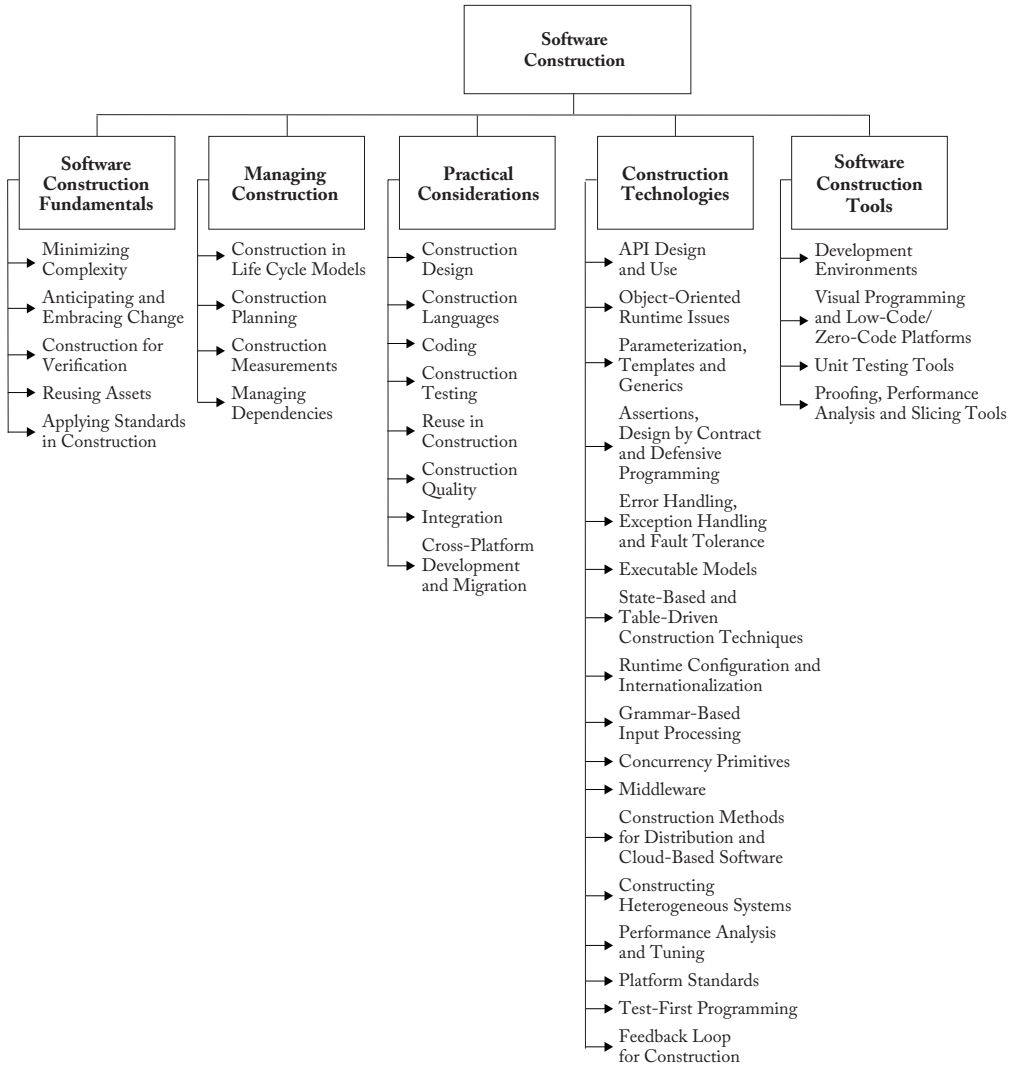 Software
Construction
Software
Construction
Fundamentals
Minimizing
Complexity
Anticipating and
Embracing Change
Construction for
Verification
Reusing Assets
Applying Standards
in Construction
Managing
Construction
Construction in
Life Cycle Models
Construction
Planning
Construction
Measurements
Managing
Dependencies
Practical
Considerations
Construction
Design
Construction
Languages
Coding
Construction
Testing
Reuse in
Construction
Construction
Quality
Integration
Cross-Platform
Development
and Migration
Construction
Technologies
API Design
and Use
Object-Oriented
Runtime Issues
Parameterization,
Templates and
Generics
Assertions,
Design by Contract
and Defensive
Programming
Error Handling,
Exception Handling
and Fault Tolerance
Executable Models
State-Based and
Table-Driven
Construction Techniques
Runtime Configuration and
Internationalization
Grammar-Based
Input Processing
Concurrency Primitives
Middleware
Construction Methods
for Distribution and
Cloud-Based Software
Constructing
Heterogeneous Systems
Performance Analysis
and Tuning
Platform Standards
Test-First Programming
Feedback Loop
for Construction
Software
Construction
Tools
Development
Environments
Visual Programming
and Low-Code/
Zero-Code Platforms
Unit Testing Tools
Proofing, Performance
Analysis and Slicing Tools